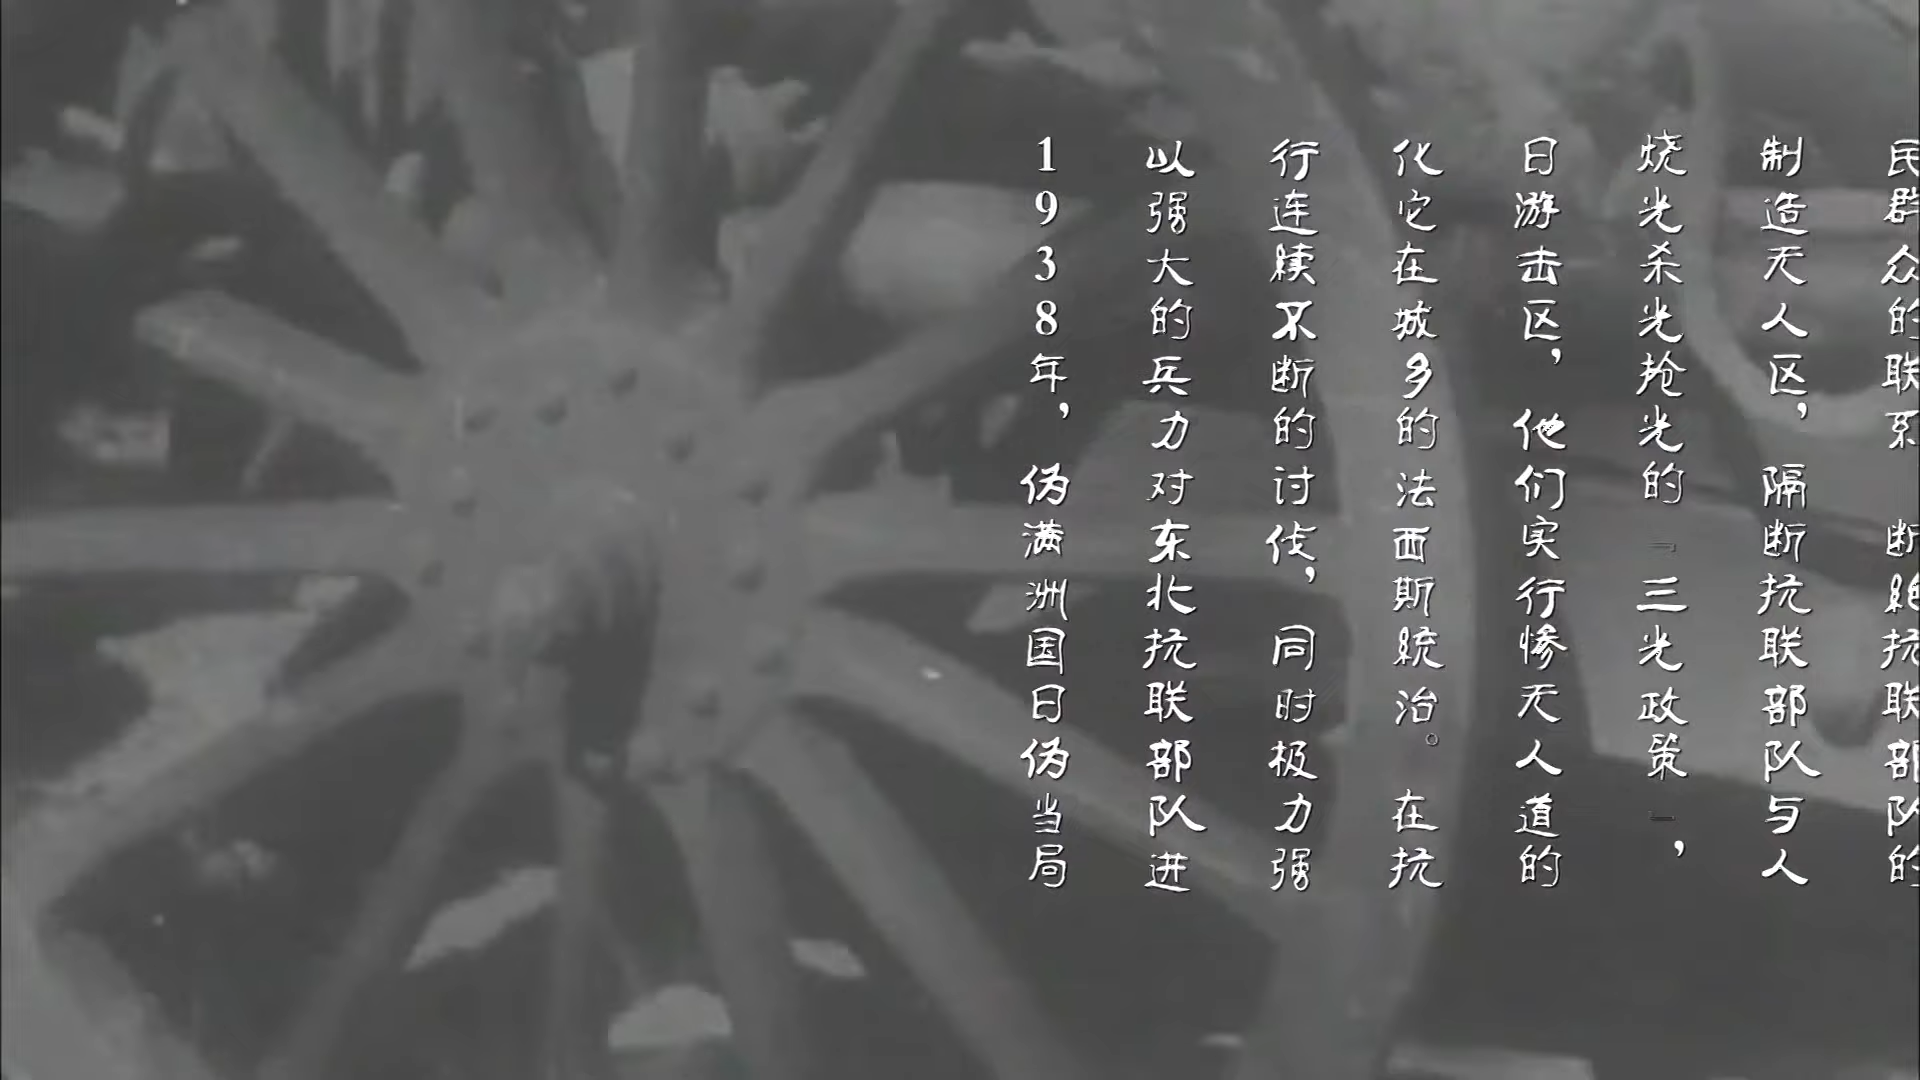 1938年，伪满洲国日伪当局
以强大的兵力对东北抗联部队进
行连续不断的讨伐，同时极力强
化它在城乡的法西斯统治。在抗
日游击区，他们实行惨无人道的
烧光杀光抢光的『三光政策』，
制造无人区，隔断抗联部队与人
民群众的联系 断绝抗联部队的